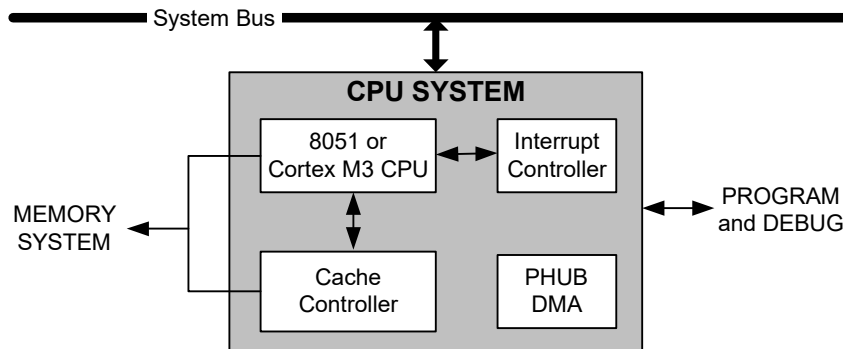 System Bus
CPU SYSTEM
8051 or
Cortex M3 CPU
Interrupt
Controller
MEMORY
SYSTEM
PROGRAM
and DEBUG
Cache
Controller
PHUB
DMA